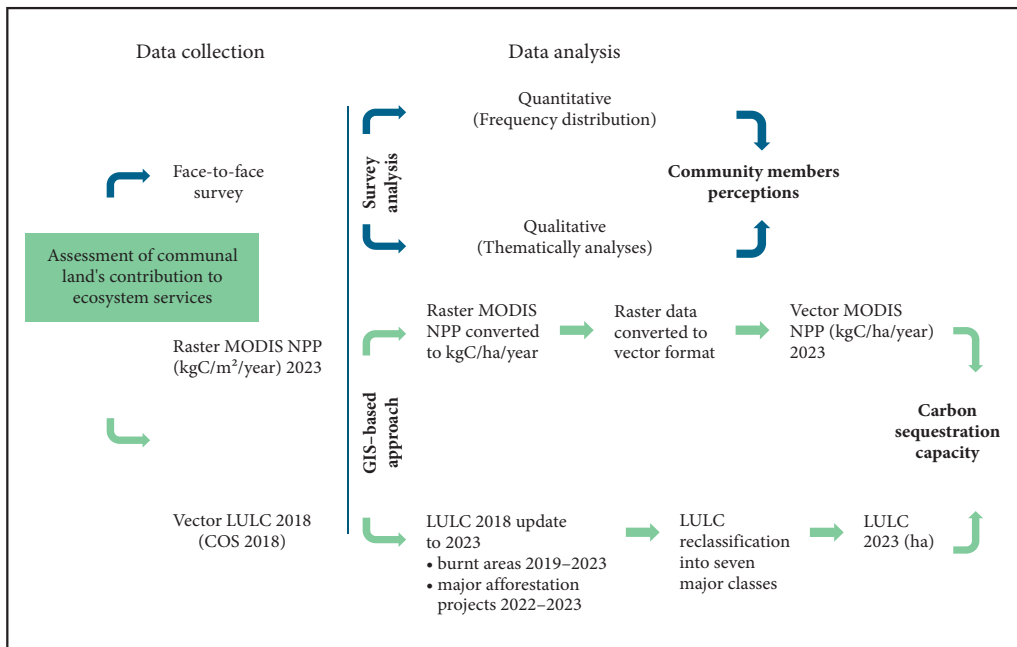 Data collection
Data analysis
Face-to-face
survey
Assessment of communal
land's contribution to
ecosystem services
Raster MODIS NPP
(kgC/m²/year) 2023
Vector LULC 2018
(COS 2018)
Survey
analysis
Quantitative
(Frequency distribution)
Qualitative
(Thematically analyses)
Community members
perceptions
GIS–based
approach
Raster MODIS
NPP converted
to kgC/ha/year
Raster data
converted to
vector format
Vector MODIS
NPP (kgC/ha/year)
2023
LULC 2018 update
to 2023
• burnt areas 2019–2023
• major afforestation
projects 2022–2023
LULC
reclassification
into seven
major classes
LULC
2023 (ha)
Carbon
sequestration
capacity